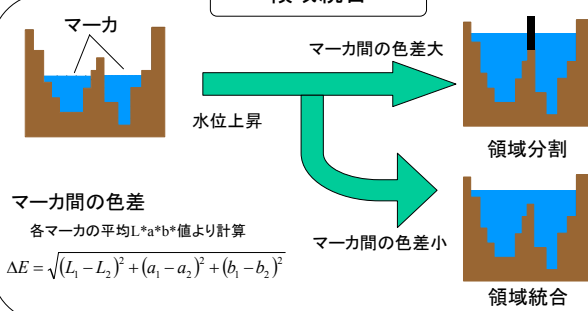 領域統合
マーカ
マーカ間の色差大
水位上昇
領域分割
マーカ間の色差
各マーカの平均L*a*b*値より計算
マーカ間の色差小
ΔE = √((L₁ − L₂)² + (a₁ − a₂)² + (b₁ − b₂)²)
領域統合